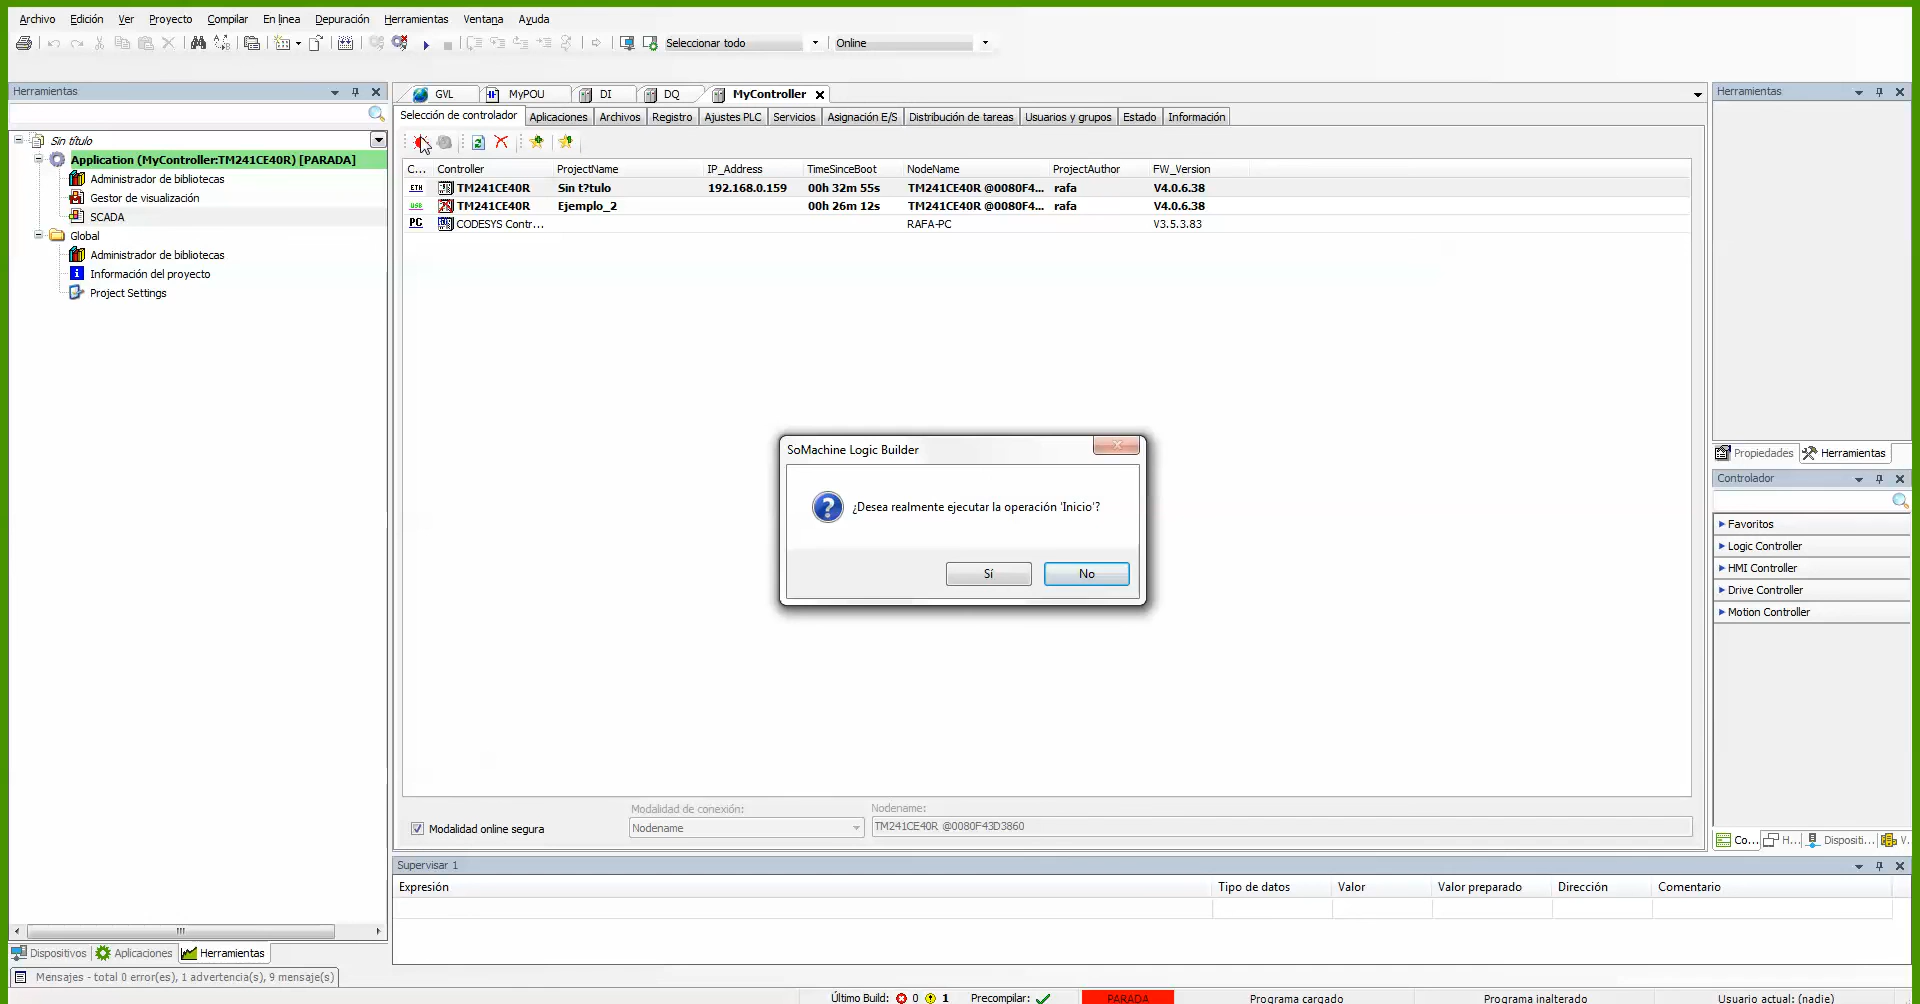 Archivo Edición Ver Proyecto Compilar En línea Depuración Herramientas Ventana Ayuda
Seleccionar todo Online
Herramientas
Sin título
Application (MyController:TM241CE40R) [PARADA]
Administrador de bibliotecas
Gestor de visualización
SCADA
Global
Administrador de bibliotecas
Información del proyecto
Project Settings
Dispositivos Aplicaciones Herramientas
Mensajes - total 0 error(es), 1 advertencia(s), 9 mensaje(s)
GVL MyPOU DI DQ MyController
Selección de controlador Aplicaciones Archivos Registro Ajustes PLC Servicios Asignación E/S Distribución de tareas Usuarios y grupos Estado Información
C... Controller ProjectName IP_Address TimeSinceBoot NodeName ProjectAuthor FW_Version
ETH TM241CE40R Sin t?tulo 192.168.0.159 00h 32m 55s TM241CE40R @0080F4... rafa V4.0.6.38
USB TM241CE40R Ejemplo_2 00h 26m 12s TM241CE40R @0080F4... rafa V4.0.6.38
PC CODESYS Contr... RAFA-PC V3.5.3.83
SoMachine Logic Builder
¿Desea realmente ejecutar la operación 'Inicio'?
Sí No
Modalidad de conexión: Nodename:
Modalidad online segura Nodename TM241CE40R @0080F43D3860
Supervisar 1
Expresión Tipo de datos Valor Valor preparado Dirección Comentario
Herramientas
Propiedades Herramientas
Controlador
Favoritos
Logic Controller
HMI Controller
Drive Controller
Motion Controller
Co... H... Dispositi... V.
Último Build: 0 1 Precompilar: PARADA Programa cargado Programa inalterado Usuario actual: (nadie)